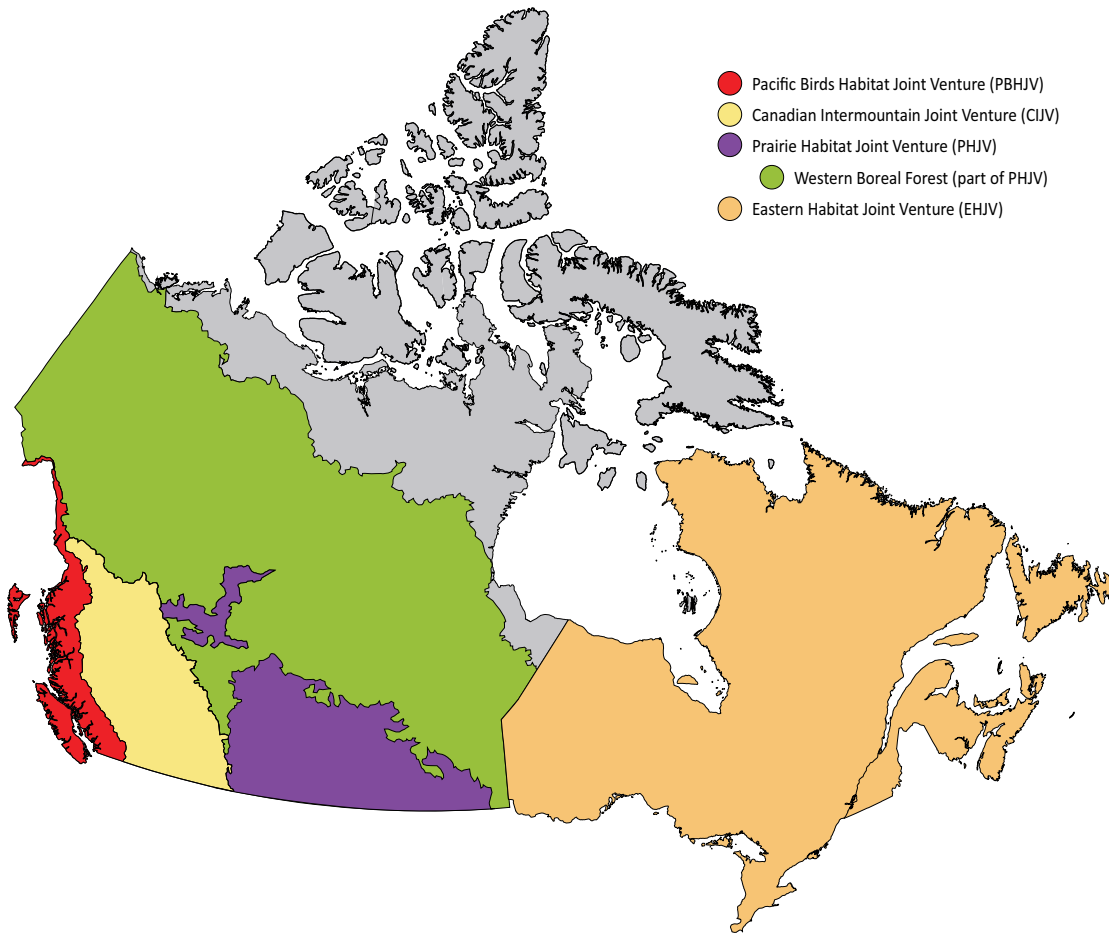 Pacific Birds Habitat Joint Venture (PBHJV)
Canadian Intermountain Joint Venture (CIJV)
Prairie Habitat Joint Venture (PHJV)
Western Boreal Forest (part of PHJV)
Eastern Habitat Joint Venture (EHJV)